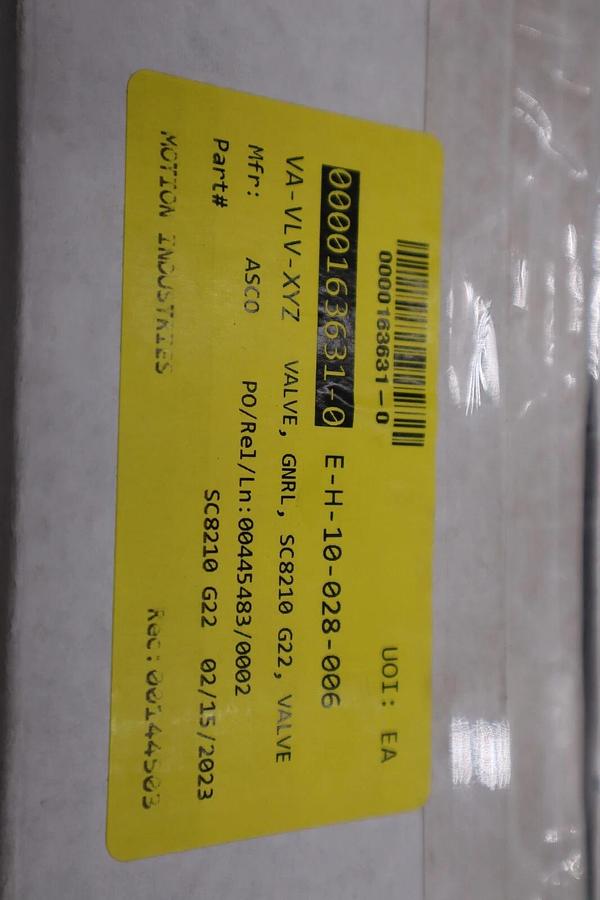 0000163631-0 UOI: EA
0000163631-0 E-H-10-028-006
VA-VLV-XYZ VALVE, GNRL, SC8210 G22, VALVE
Mfr: ASCO PO/Rel/Ln:00445483/0002
Part# SC8210 G22 02/15/2023
MOTION INDUSTRIES Rec:00144503